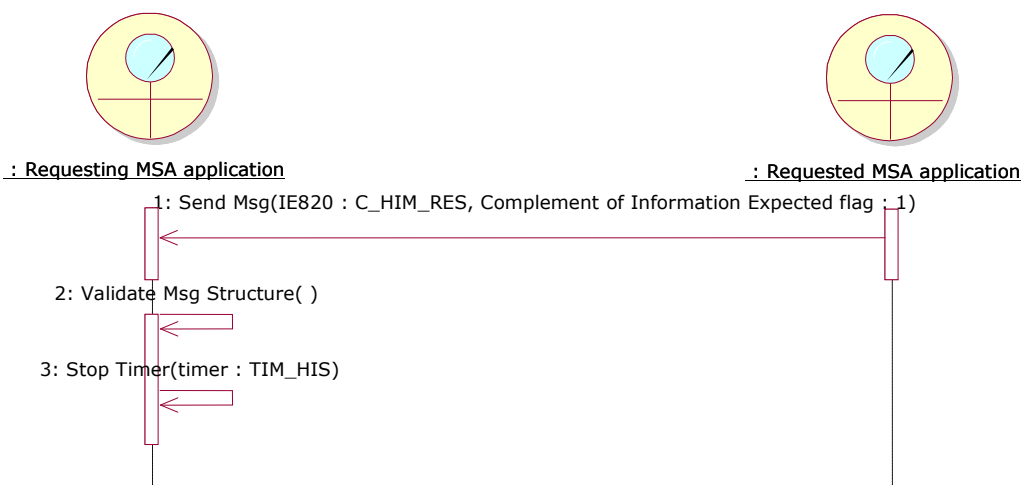 : Requesting MSA application
: Requested MSA application
1: Send Msg(IE820 : C_HIM_RES, Complement of Information Expected flag : 1)
2: Validate Msg Structure( )
3: Stop Timer(timer : TIM_HIS)